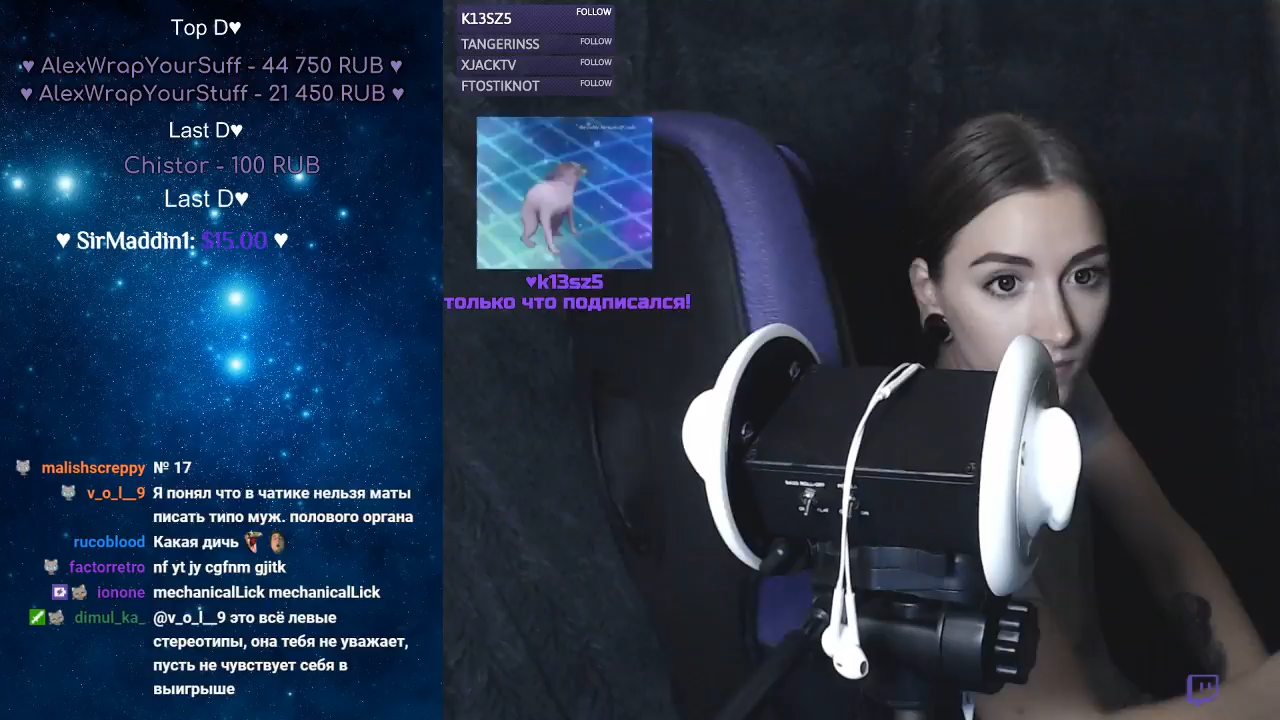 Top D♥
♥ AlexWrapYourSuff - 44 750 RUB ♥
♥ AlexWrapYourStuff - 21 450 RUB ♥
Last D♥
Chistor - 100 RUB
Last D♥
♥ SirMaddin1: $15.00 ♥
malishscreppy № 17
v_o_l__9 Я понял что в чатике нельзя маты
писать типо муж. полового органа
rucoblood Какая дичь
factorretro nf yt jy cgfnm gjitk
ionone mechanicalLick mechanicalLick
dimul_ka_ @v_o_l__9 это всё левые
стереотипы, она тебя не уважает,
пусть не чувствует себя в
выигрыше
K13SZ5 FOLLOW
TANGERINSS FOLLOW
XJACKTV FOLLOW
FTOSTIKNOT FOLLOW
♥k13sz5
только что подписался!
BASS ROLL-OFF